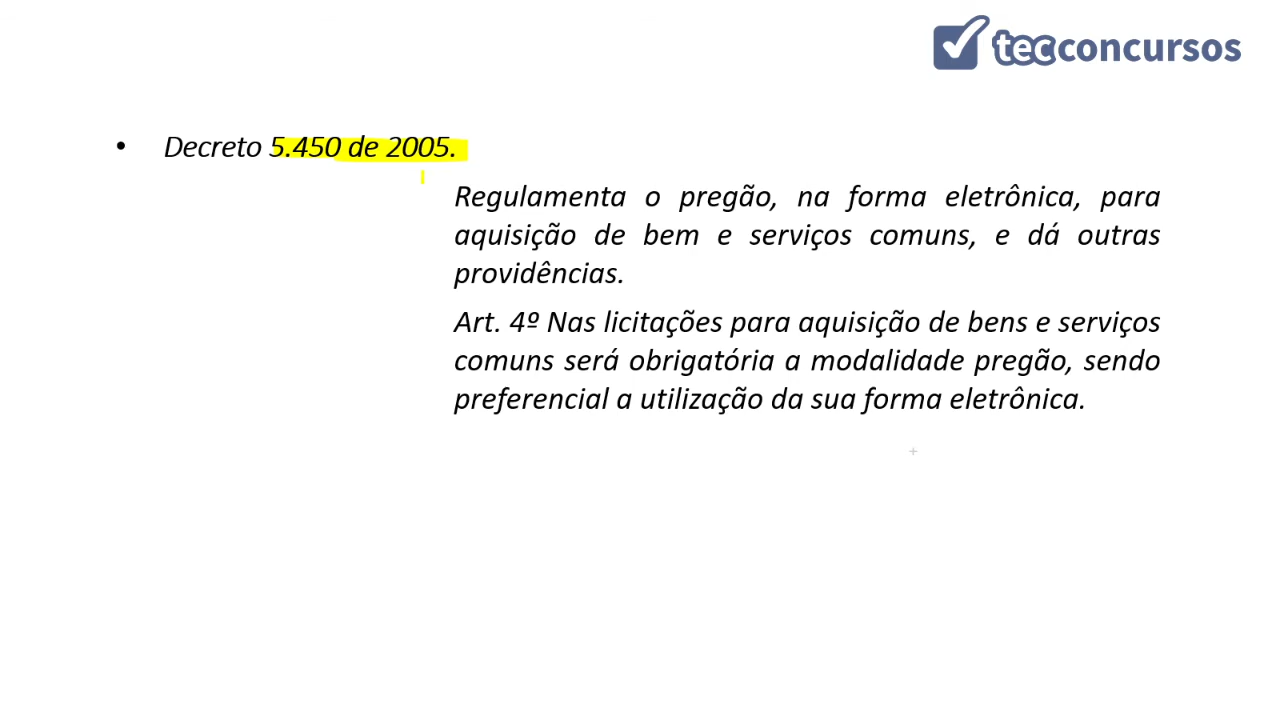 tecconcursos
• Decreto 5.450 de 2005.
Regulamenta o pregão, na forma eletrônica, para
aquisição de bem e serviços comuns, e dá outras
providências.
Art. 4º Nas licitações para aquisição de bens e serviços
comuns será obrigatória a modalidade pregão, sendo
preferencial a utilização da sua forma eletrônica.